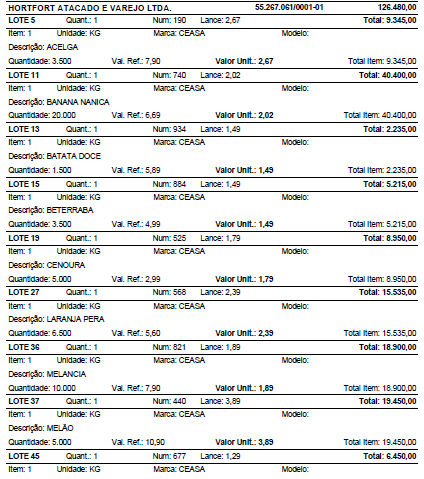 HORTFORT ATACADO E VAREJO LTDA. 55.267.061/0001-01 126.480,00
LOTE 5 Quant.: 1 Num: 190 Lance: 2,67 Total: 9.345,00
Item: 1 Unidade: KG Marca: CEASA Modelo:
Descrição: ACELGA
Quantidade: 3.500 Val. Ref.: 7,90 Valor Unit.: 2,67 Total Item: 9.345,00
LOTE 11 Quant.: 1 Num: 740 Lance: 2,02 Total: 40.400,00
Item: 1 Unidade: KG Marca: CEASA Modelo:
Descrição: BANANA NANICA
Quantidade: 20.000 Val. Ref.: 6,69 Valor Unit.: 2,02 Total Item: 40.400,00
LOTE 13 Quant.: 1 Num: 934 Lance: 1,49 Total: 2.235,00
Item: 1 Unidade: KG Marca: CEASA Modelo:
Descrição: BATATA DOCE
Quantidade: 1.500 Val. Ref.: 5,89 Valor Unit.: 1,49 Total Item: 2.235,00
LOTE 15 Quant.: 1 Num: 884 Lance: 1,49 Total: 5.215,00
Item: 1 Unidade: KG Marca: CEASA Modelo:
Descrição: BETERRABA
Quantidade: 3.500 Val. Ref.: 4,99 Valor Unit.: 1,49 Total Item: 5.215,00
LOTE 19 Quant.: 1 Num: 525 Lance: 1,79 Total: 8.950,00
Item: 1 Unidade: KG Marca: CEASA Modelo:
Descrição: CENOURA
Quantidade: 5.000 Val. Ref.: 2,99 Valor Unit.: 1,79 Total Item: 8.950,00
LOTE 27 Quant.: 1 Num: 568 Lance: 2,39 Total: 15.535,00
Item: 1 Unidade: KG Marca: CEASA Modelo:
Descrição: LARANJA PERA
Quantidade: 6.500 Val. Ref.: 5,60 Valor Unit.: 2,39 Total Item: 15.535,00
LOTE 36 Quant.: 1 Num: 821 Lance: 1,89 Total: 18.900,00
Item: 1 Unidade: KG Marca: CEASA Modelo:
Descrição: MELANCIA
Quantidade: 10.000 Val. Ref.: 7,90 Valor Unit.: 1,89 Total Item: 18.900,00
LOTE 37 Quant.: 1 Num: 440 Lance: 3,89 Total: 19.450,00
Item: 1 Unidade: KG Marca: CEASA Modelo:
Descrição: MELÃO
Quantidade: 5.000 Val. Ref.: 10,90 Valor Unit.: 3,89 Total Item: 19.450,00
LOTE 45 Quant.: 1 Num: 677 Lance: 1,29 Total: 6.450,00
Item: 1 Unidade: KG Marca: CEASA Modelo: